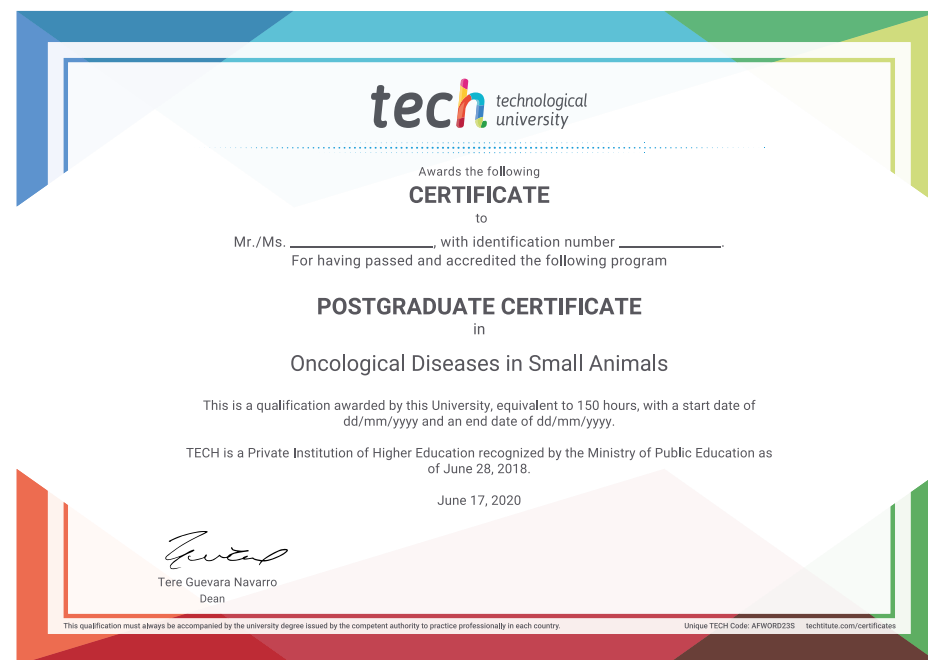 tech technological
university
Awards the following
CERTIFICATE
to
Mr./Ms. ____________________, with identification number ______________.
For having passed and accredited the following program
POSTGRADUATE CERTIFICATE
in
Oncological Diseases in Small Animals
This is a qualification awarded by this University, equivalent to 150 hours, with a start date of
dd/mm/yyyy and an end date of dd/mm/yyyy.
TECH is a Private Institution of Higher Education recognized by the Ministry of Public Education as
of June 28, 2018.
June 17, 2020
Tere Guevara Navarro
Dean
This qualification must always be accompanied by the university degree issued by the competent authority to practice professionally in each country.
Unique TECH Code: AFWORD23S techtitute.com/certificates